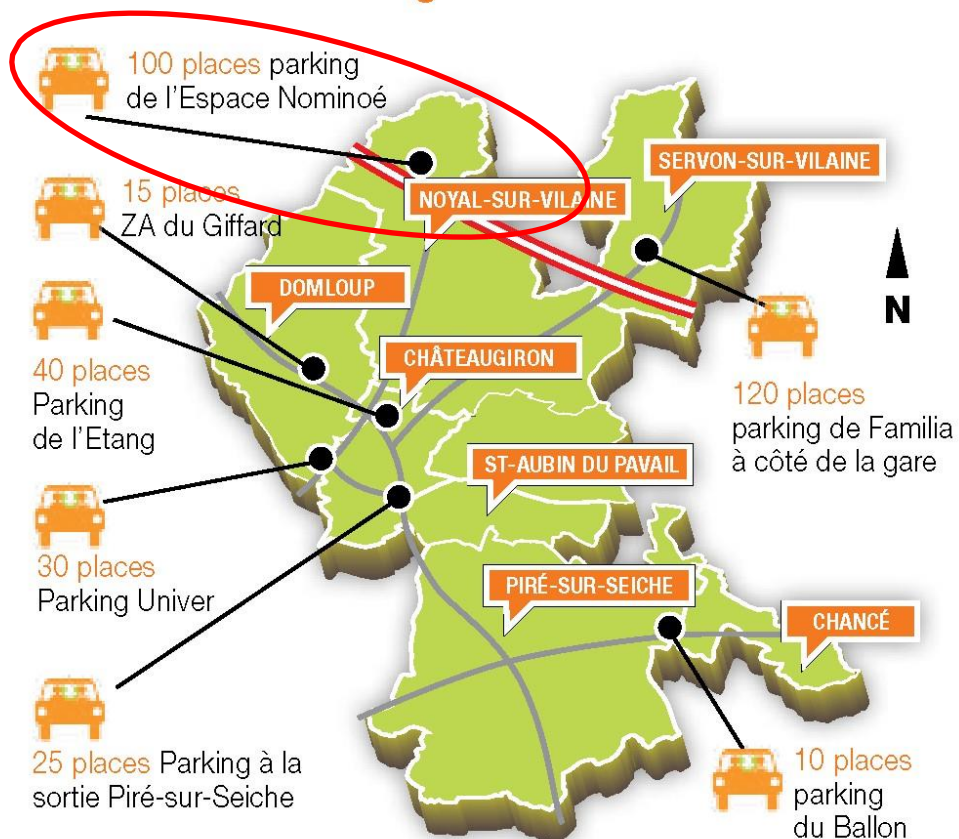 100 places parking
de l'Espace Nominoé
15 places
ZA du Giffard
40 places
Parking
de l'Etang
30 places
Parking Univer
25 places Parking à la
sortie Piré-sur-Seiche
SERVON-SUR-VILAINE
NOYAL-SUR-VILAINE
DOMLOUP
CHÂTEAUGIRON
ST-AUBIN DU PAVAIL
PIRÉ-SUR-SEICHE
CHANCÉ
N
120 places
parking de Familia
à côté de la gare
10 places
parking
du Ballon